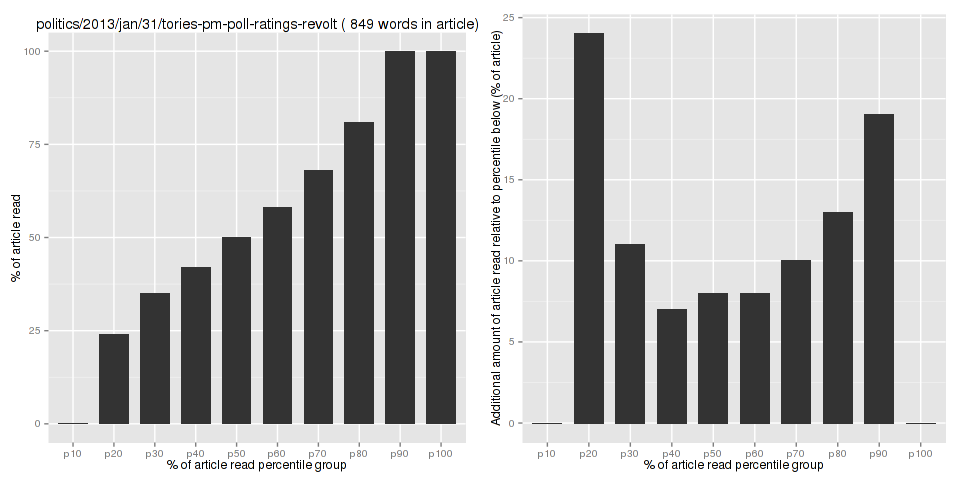 politics/2013/jan/31/tories-pm-poll-ratings-revolt ( 849 words in article)
% of article read
100
75
50
25
0
p10 p20 p30 p40 p50 p60 p70 p80 p90 p100
% of article read percentile group
Additional amount of article read relative to percentile below (% of article)
25
20
15
10
5
0
p10 p20 p30 p40 p50 p60 p70 p80 p90 p100
% of article read percentile group